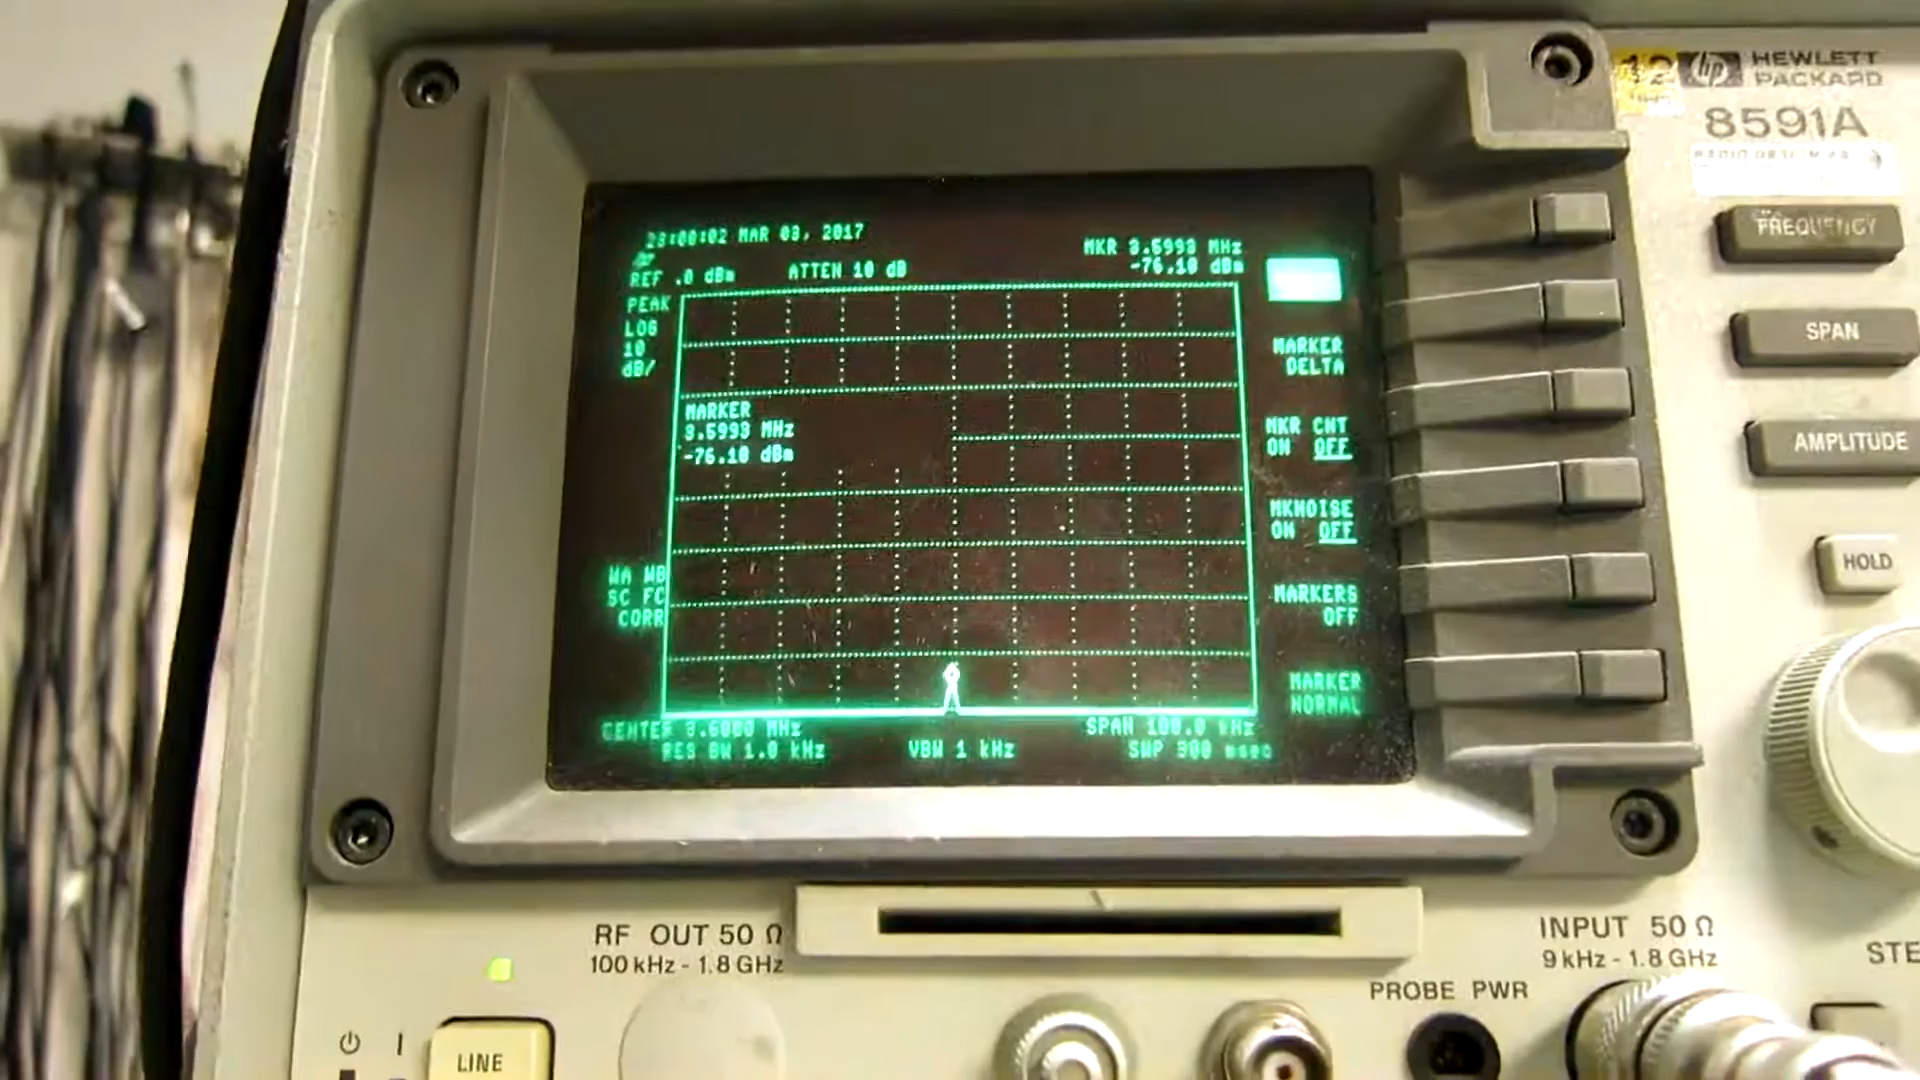 23:00:02 MAR 03, 2017
REF .0 dBm
ATTEN 10 dB
MKR 3.5993 MHz
-76.10 dBm
PEAK
LOG
10
dB/
MARKER
3.5993 MHz
-76.10 dBm
WA WB
SC FC
CORR
CENTER 3.6000 MHz
SPAN 100.0 kHz
RES BW 1.0 kHz
VBW 1 kHz
SWP 300 msec
MARKER
DELTA
MKR CNT
ON OFF
MKNOISE
ON OFF
MARKERS
OFF
MARKER
NORMAL
12
hp HEWLETT
PACKARD
8591A
FREQUENCY
SPAN
AMPLITUDE
HOLD
RF OUT 50 Ω
100 kHz - 1.8 GHz
INPUT 50 Ω
9 kHz - 1.8 GHz
PROBE PWR
STE
LINE